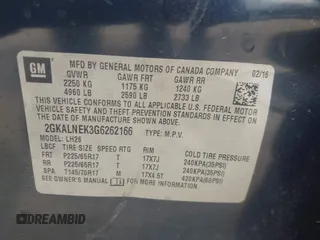 GM
MFD BY GENERAL MOTORS OF CANADA COMPANY 02/16
GVWR GAWR FRT GAWR RR
2250 KG 1175 KG 1240 KG
4960 LB 2590 LB 2733 LB
THIS VEHICLE CONFORMS TO ALL APPLICABLE U.S. FEDERAL MOTOR
VEHICLE SAFETY AND THEFT PREVENTION STANDARDS IN EFFECT
ON THE DATE OF MANUFACTURE SHOWN ABOVE.
2GKALNEK3G6262166 TYPE: M.P.V.
MODEL: LH26
LBCF TIRE SIZE SPEED RTG RIM COLD TIRE PRESSURE
FRT P225/65R17 T 17X7J 240KPA(35PSI)
RR P225/65R17 T 17X7J 240KPA(35PSI)
SPA T145/70R17 M 17X4.5T 420KPA(60PSI)
SEE OWNER'S MANUAL FOR ADDITIONAL INFORMATION
© DAMEBID AUTOBIDMASTER